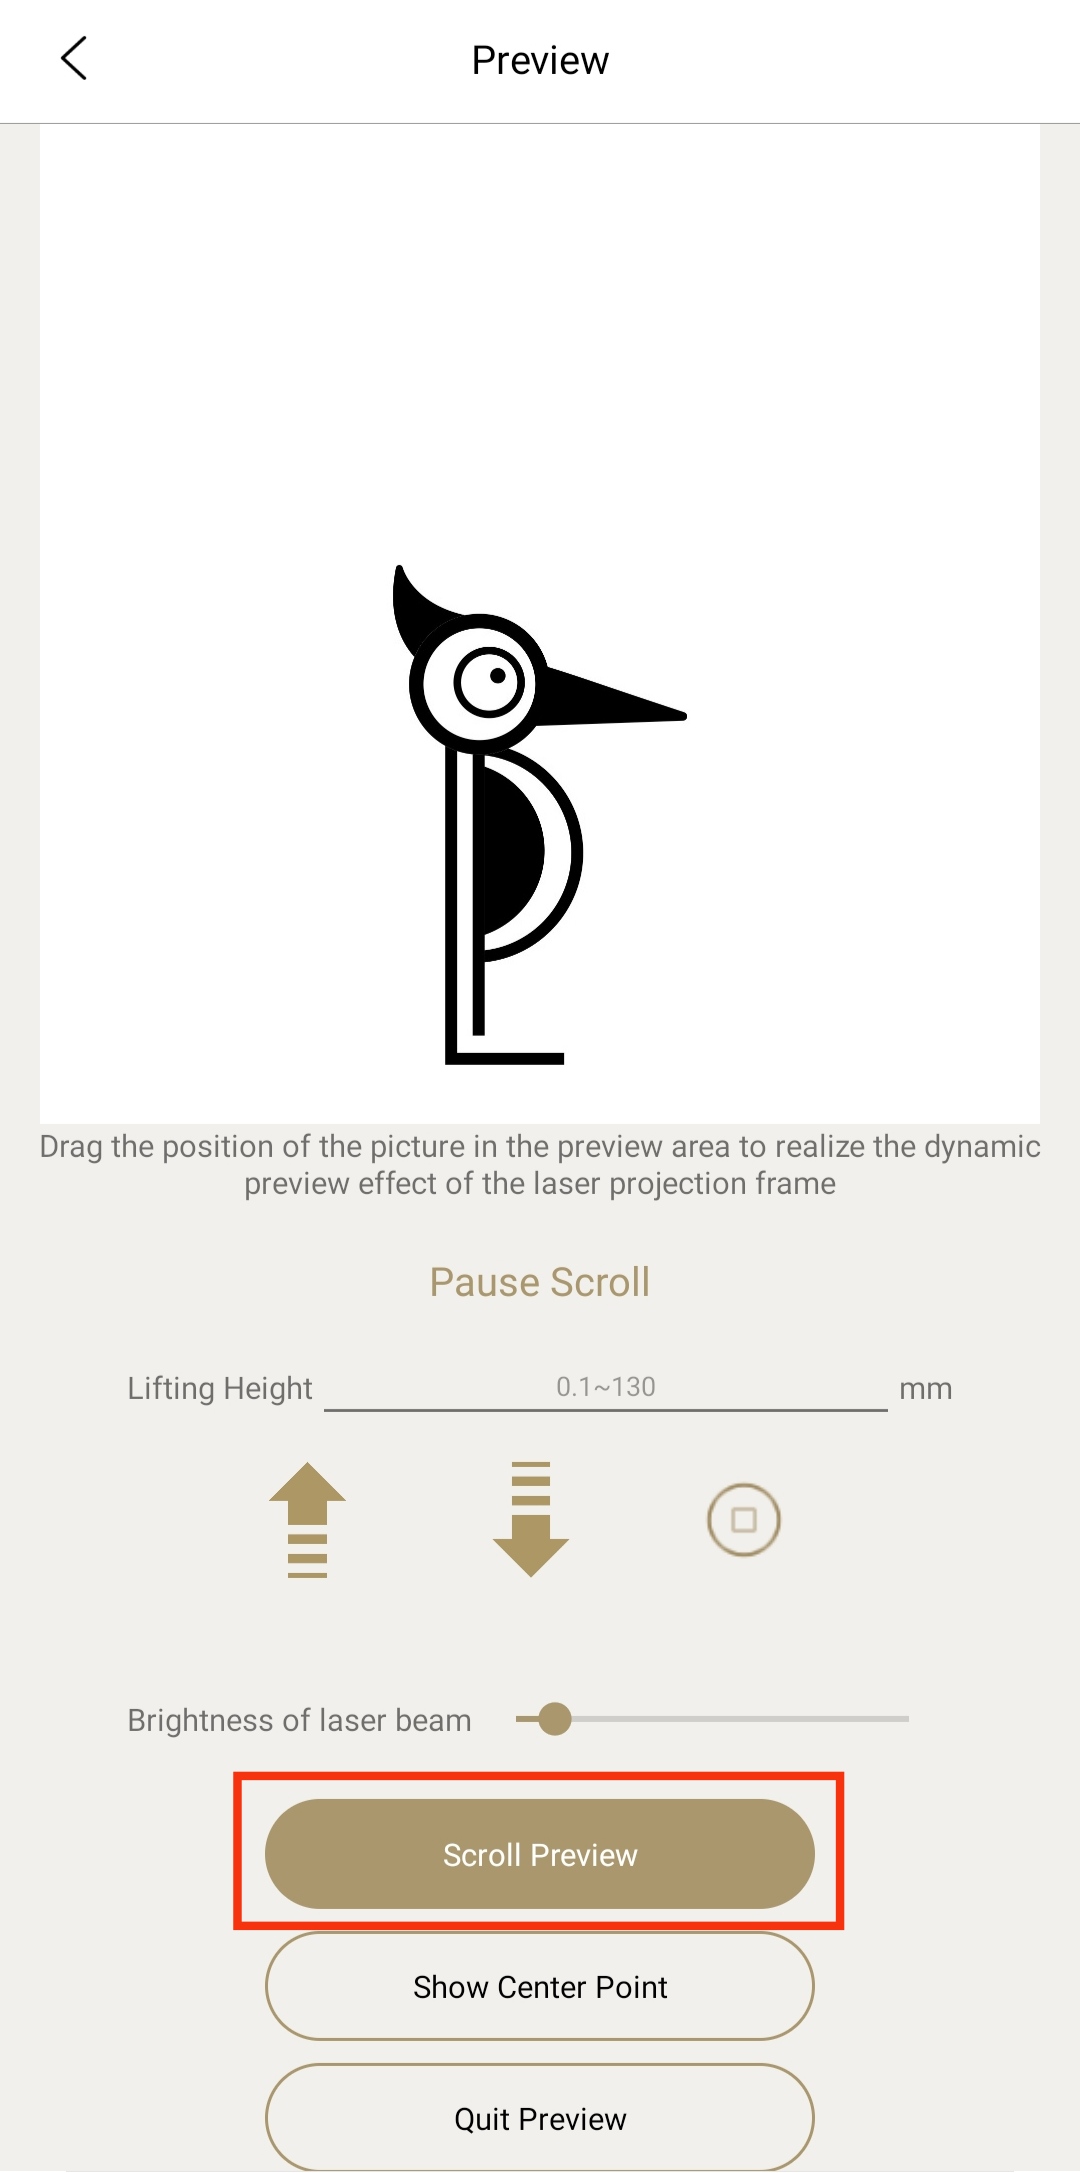 Preview
Drag the position of the picture in the preview area to realize the dynamic
preview effect of the laser projection frame
Pause Scroll
Lifting Height 0.1~130 mm
Brightness of laser beam
Scroll Preview
Show Center Point
Quit Preview